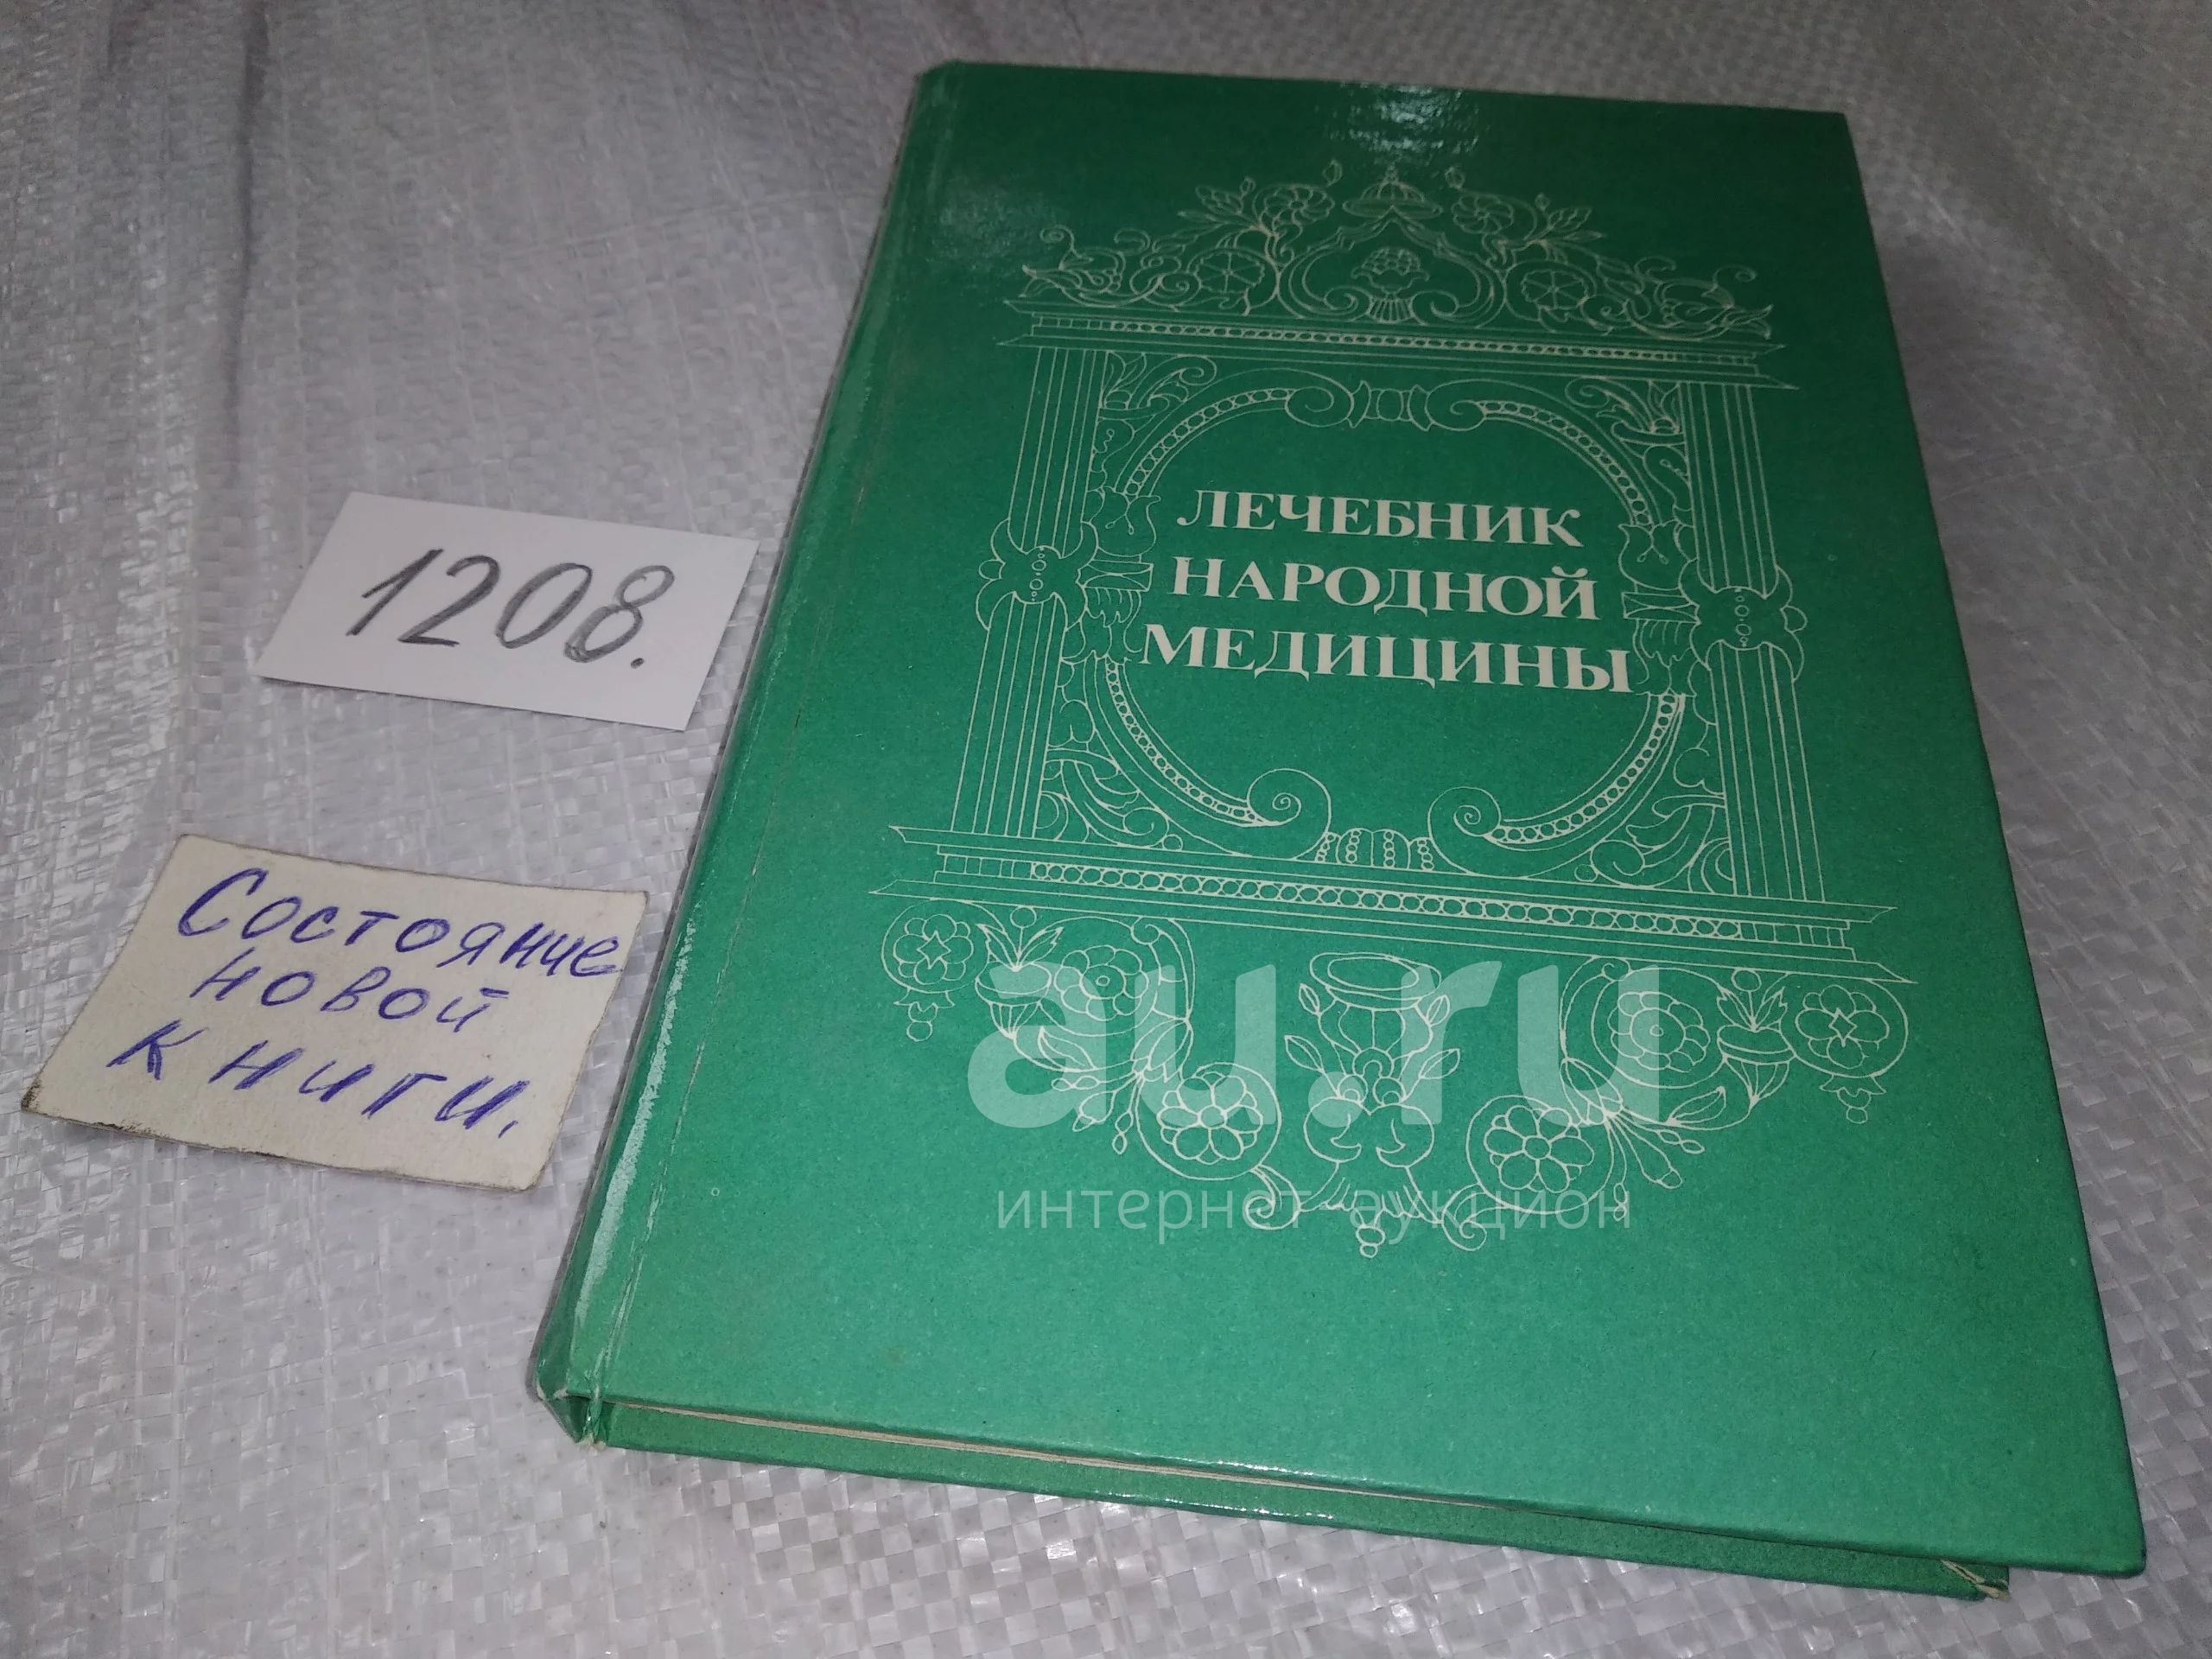 ЛЕЧЕБНИК
НАРОДНОЙ
МЕДИЦИНЫ
1208.
Состояние
новой
книги.
au.ru
интернет аукцион